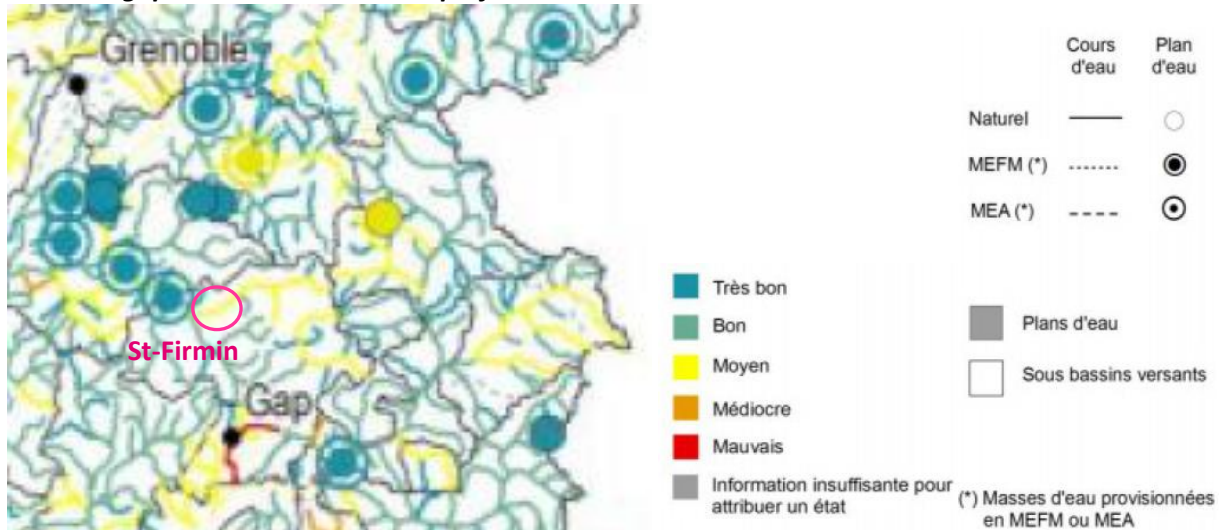 Grenoble
St-Firmin
Gap
Cours d'eau
Plan d'eau
Naturel
MEFM (*)
MEA (*)
Très bon
Bon
Moyen
Médiocre
Mauvais
Information insuffisante pour
attribuer un état
Plans d'eau
Sous bassins versants
(*) Masses d'eau provisionnées
en MEFM ou MEA